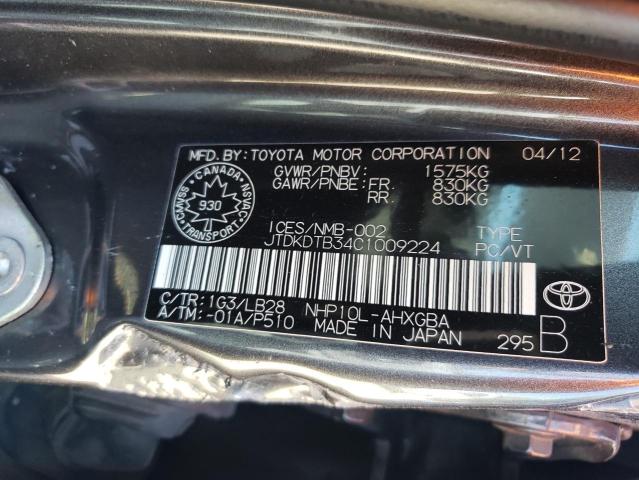 MFD.BY: TOYOTA MOTOR CORPORATION 04/12
GVWR/PNBV: 1575KG
GAWR/PNBE: FR. 830KG
RR. 830KG
CANADA
CMVSS NSVAC
930
TRANSPORT
ICES/NMB-002 TYPE
JTDKDTB34C1009224 PC/VT
C/TR: 1G3/LB28 NHP10L-AHXGBA
A/TM: -01A/P510 MADE IN JAPAN 295 B